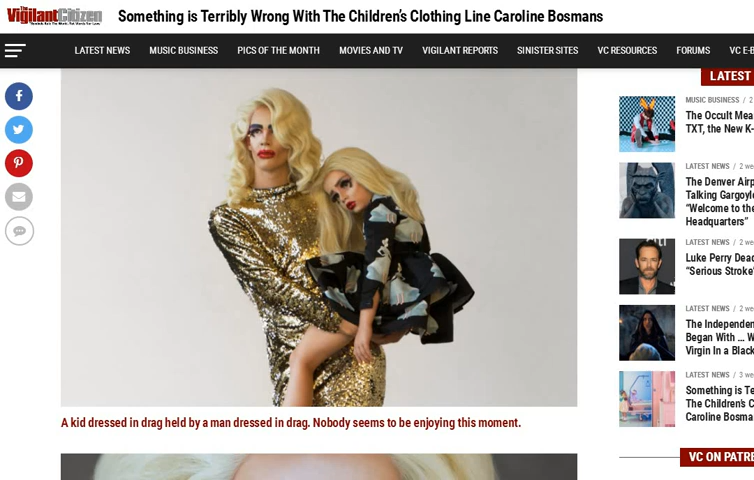 The
VigilantCitizen
Something is Terribly Wrong With The Children's Clothing Line Caroline Bosmans
LATEST NEWS
MUSIC BUSINESS
PICS OF THE MONTH
MOVIES AND TV
VIGILANT REPORTS
SINISTER SITES
VC RESOURCES
FORUMS
VC E-B
A kid dressed in drag held by a man dressed in drag. Nobody seems to be enjoying this moment.
LATEST
MUSIC BUSINESS / 2
The Occult Mea
TXT, the New K-
LATEST NEWS / 2 we
The Denver Airp
Talking Gargoyle
"Welcome to the
Headquarters"
LATEST NEWS / 2 we
Luke Perry Dead
"Serious Stroke"
LATEST NEWS / 2 we
The Independen
Began With ... W
Virgin In a Black
LATEST NEWS / 3 we
Something is Te
The Children's C
Caroline Bosma
VC ON PATRE